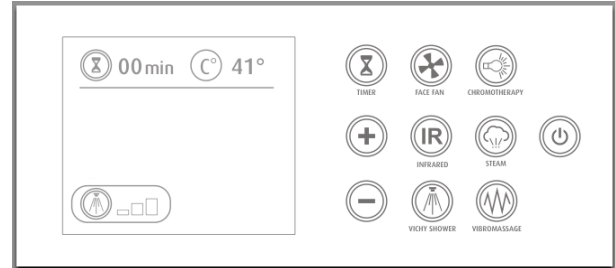 00min C° 41°
TIMER FACE FAN CHROMOTHERAPY
IR
INFRARED STEAM
VICHY SHOWER VIBROMASSAGE